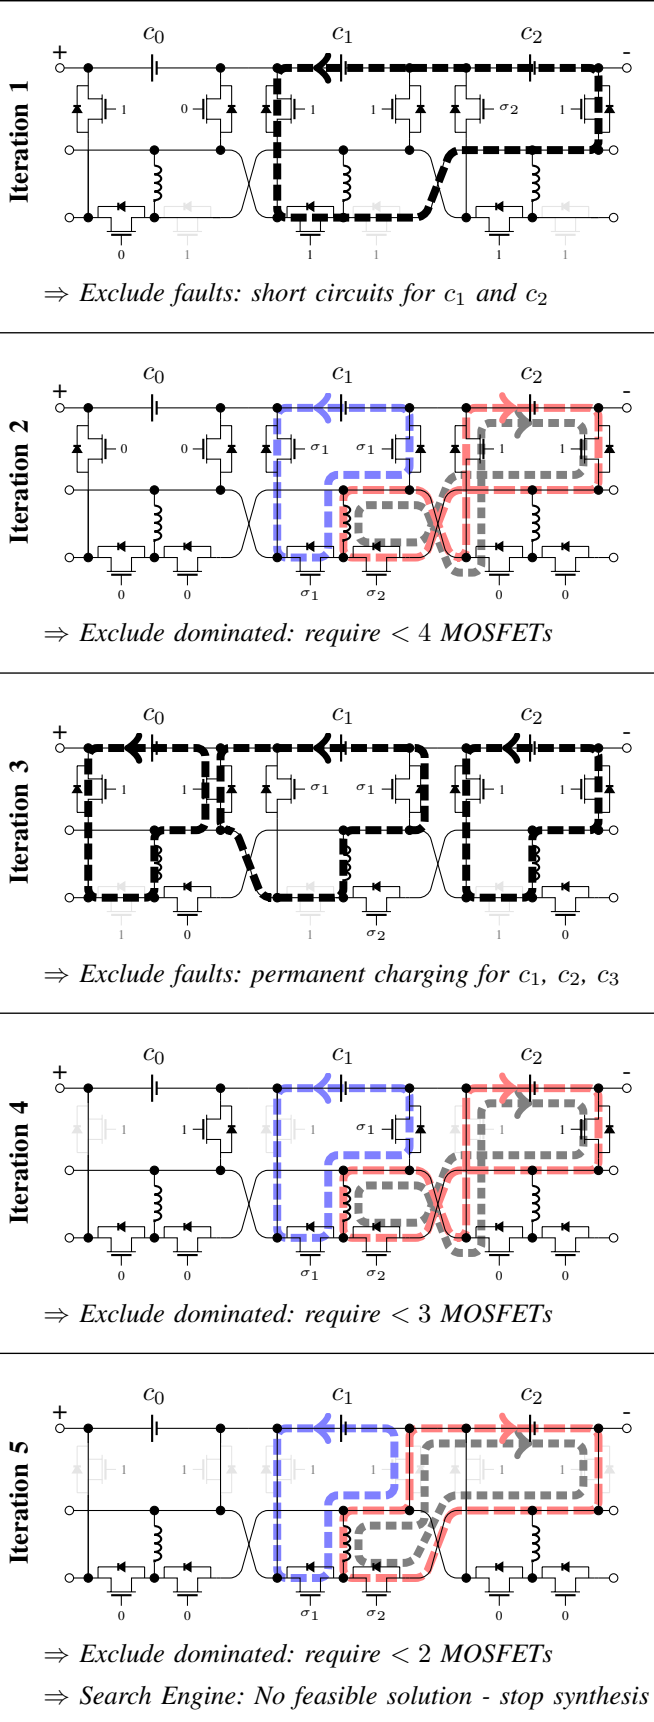 c0 c1 c2
+ -
Iteration 1
1 0 1 1 σ2 1
0 1 1 1 1 1
⇒ Exclude faults: short circuits for c1 and c2
c0 c1 c2
+ -
Iteration 2
0 0 σ1 σ1 1 1
0 0 σ1 σ2 0 0
⇒ Exclude dominated: require < 4 MOSFETs
c0 c1 c2
+ -
Iteration 3
1 1 σ1 σ1 1 1
1 0 1 σ2 1 0
⇒ Exclude faults: permanent charging for c1, c2, c3
c0 c1 c2
+ -
Iteration 4
1 1 1 σ1 1 1
0 0 σ1 σ2 0 0
⇒ Exclude dominated: require < 3 MOSFETs
c0 c1 c2
+ -
Iteration 5
1 1 1 1 1 1
0 0 σ1 σ2 0 0
⇒ Exclude dominated: require < 2 MOSFETs
⇒ Search Engine: No feasible solution - stop synthesis